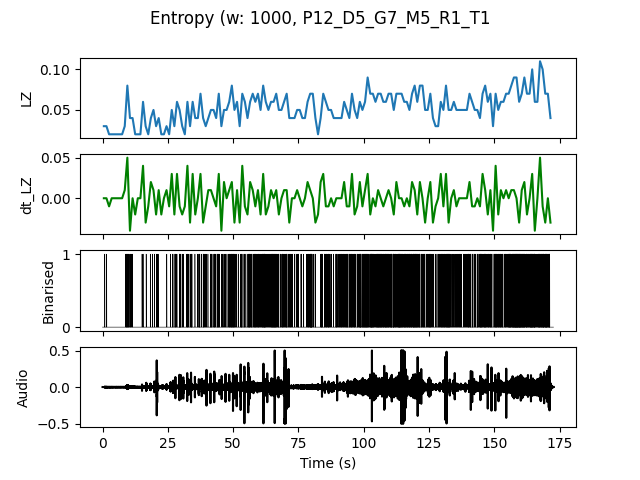 Entropy (w: 1000, P12_D5_G7_M5_R1_T1
0.10
0.05
LZ
0.05
0.00
dt_LZ
1
0
Binarised
0.5
0.0
−0.5
Audio
0 25 50 75 100 125 150 175
Time (s)